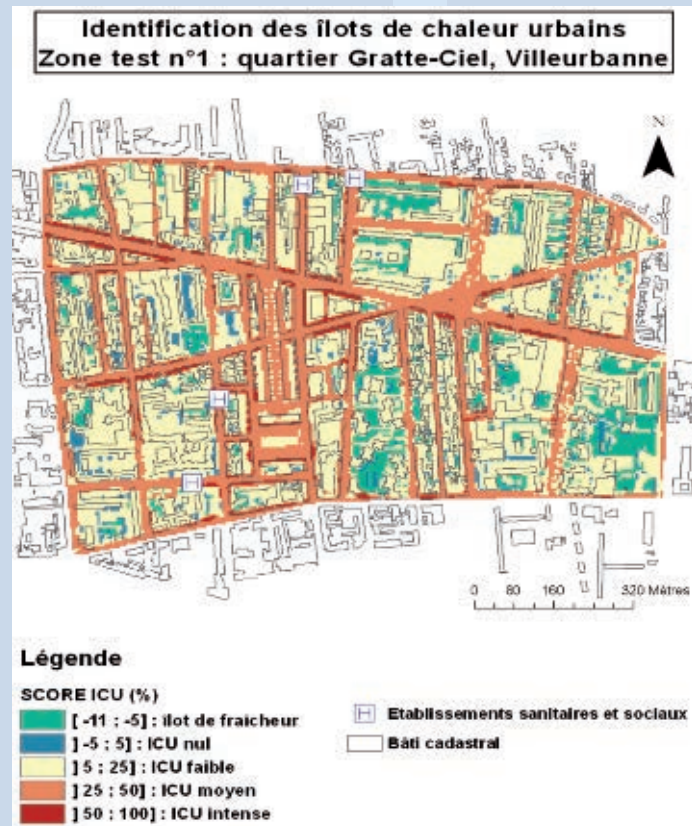 Identification des îlots de chaleur urbains
Zone test n°1 : quartier Gratte-Ciel, Villeurbanne
N
0 80 160 320 Mètres
Légende
SCORE ICU (%)
[ -11 ; -5] : îlot de fraîcheur
] -5 ; 5] : ICU nul
] 5 ; 25] : ICU faible
] 25 ; 50] : ICU moyen
] 50 ; 100] : ICU intense
H Etablissements sanitaires et sociaux
Bâti cadastral